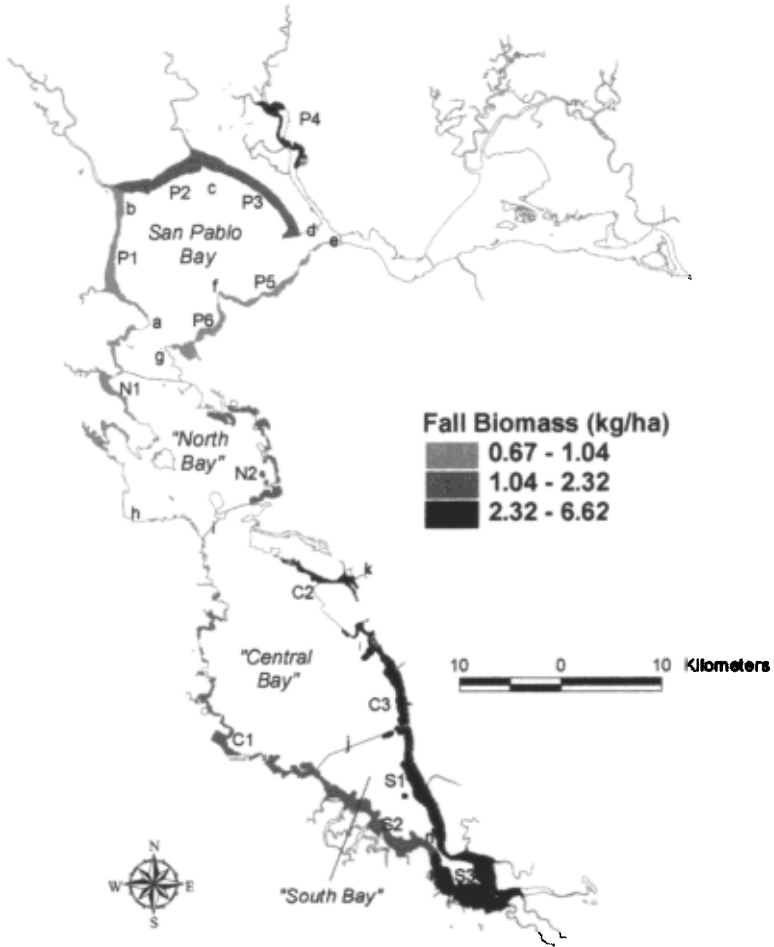 P4
P2
c
P3
b
San Pablo
Bay
d
e
P1
f
P5
a
P6
g
N1
Fall Biomass (kg/ha)
0.67 - 1.04
1.04 - 2.32
2.32 - 6.62
"North
Bay"
N2
h
i
k
C2
"Central
Bay"
10 0 10 Kilometers
C3
C1
j
S1
S2
S3
"South Bay"
N
W E
S